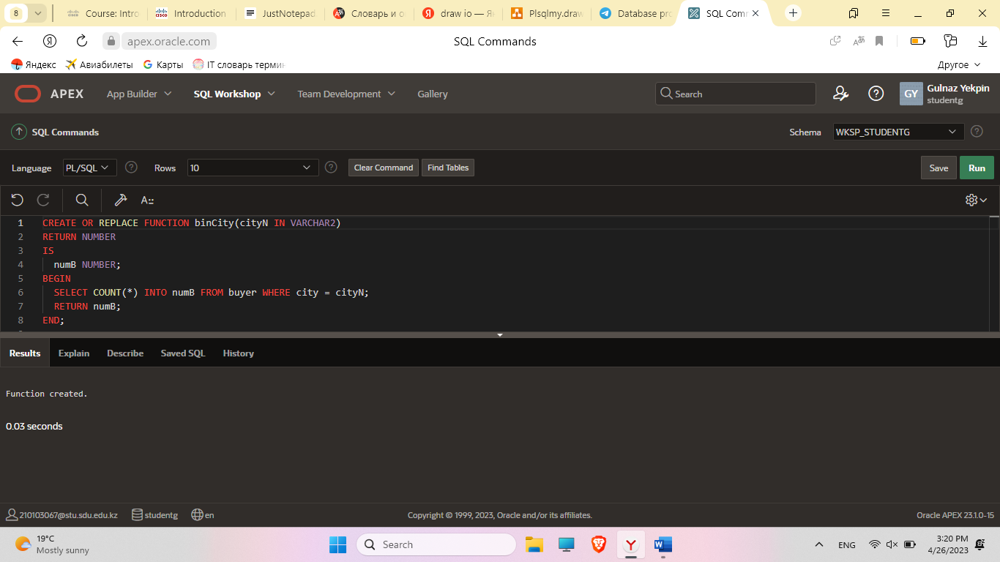 8
Course: Intro
Introduction
JustNotepad
Словарь и о
draw io — Як
Plsqlmy.draw
Database pro
SQL Comm
apex.oracle.com
SQL Commands
Яндекс
Авиабилеты
Карты
IT словарь термин
Другое
APEX
App Builder
SQL Workshop
Team Development
Gallery
Search
GY
Gulnaz Yekpin
studentg
SQL Commands
Schema
WKSP_STUDENTG
Language
PL/SQL
Rows
10
Clear Command
Find Tables
Save
Run
1 CREATE OR REPLACE FUNCTION binCity(cityN IN VARCHAR2)
2 RETURN NUMBER
3 IS
4 numB NUMBER;
5 BEGIN
6 SELECT COUNT(*) INTO numB FROM buyer WHERE city = cityN;
7 RETURN numB;
8 END;
Results
Explain
Describe
Saved SQL
History
Function created.
0.03 seconds
210103067@stu.sdu.edu.kz
studentg
en
Copyright © 1999, 2023, Oracle and/or its affiliates.
Oracle APEX 23.1.0-15
19°C
Mostly sunny
Search
ENG
3:20 PM
4/26/2023